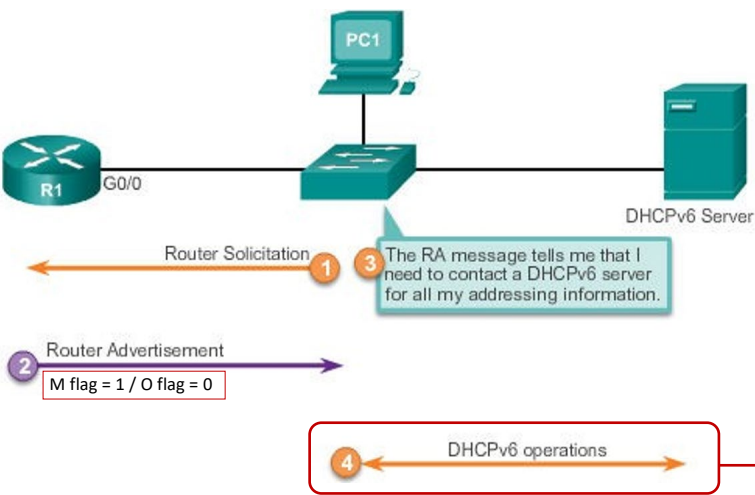 PC1
R1
G0/0
DHCPv6 Server
Router Solicitation
1
3
The RA message tells me that I
need to contact a DHCPv6 server
for all my addressing information.
Router Advertisement
2
M flag = 1 / O flag = 0
DHCPv6 operations
4